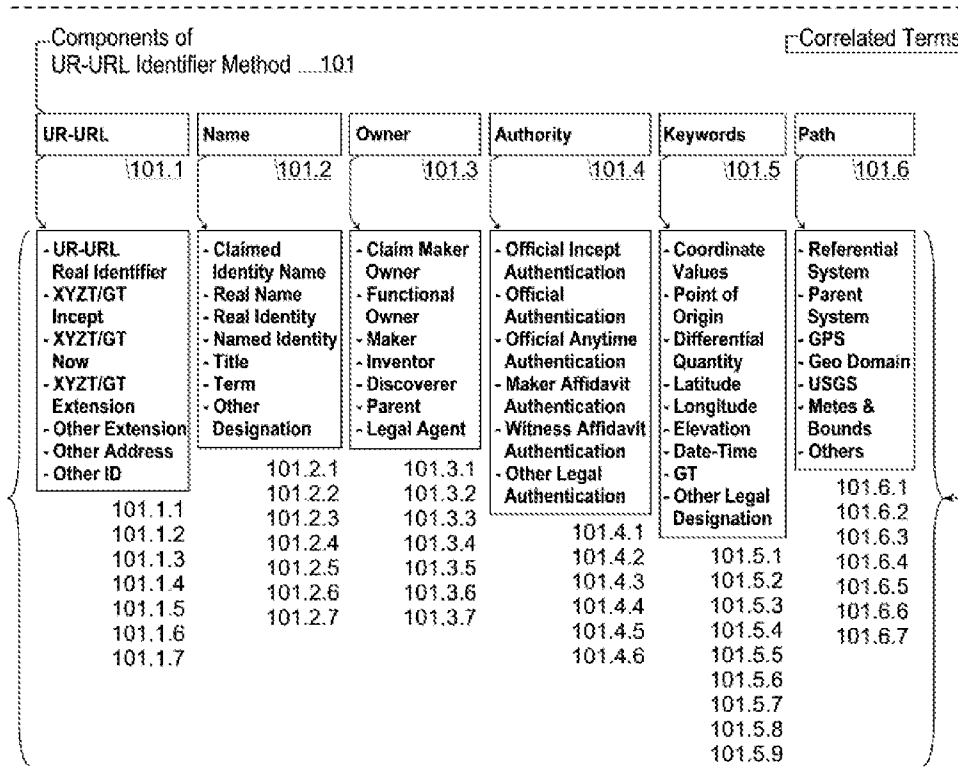 Components of
UR-URL Identifier Method ....101
Correlated Terms
UR-URL
Name
Owner
Authority
Keywords
Path
101.1
101.2
101.3
101.4
101.5
101.6
- UR-URL
Real Identifier
- XYZT/GT
Incept
- XYZT/GT
Now
- XYZT/GT
Extension
- Other Extension
- Other Address
- Other ID
101.1.1
101.1.2
101.1.3
101.1.4
101.1.5
101.1.6
101.1.7
- Claimed
Identity Name
- Real Name
- Real Identity
- Named Identity
- Title
- Term
- Other
Designation
101.2.1
101.2.2
101.2.3
101.2.4
101.2.5
101.2.6
101.2.7
- Claim Maker
Owner
- Functional
Owner
- Maker
- Inventor
- Discoverer
- Parent
- Legal Agent
101.3.1
101.3.2
101.3.3
101.3.4
101.3.5
101.3.6
101.3.7
- Official Incept
Authentication
- Official
Authentication
- Official Anytime
Authentication
- Maker Affidavit
Authentication
- Witness Affidavit
Authentication
- Other Legal
Authentication
101.4.1
101.4.2
101.4.3
101.4.4
101.4.5
101.4.6
- Coordinate
Values
- Point of
Origin
- Differential
Quantity
- Latitude
- Longitude
- Elevation
- Date-Time
- GT
- Other Legal
Designation
101.5.1
101.5.2
101.5.3
101.5.4
101.5.5
101.5.6
101.5.7
101.5.8
101.5.9
- Referential
System
- Parent
System
- GPS
- Geo Domain
- USGS
- Metes &
Bounds
- Others
101.6.1
101.6.2
101.6.3
101.6.4
101.6.5
101.6.6
101.6.7